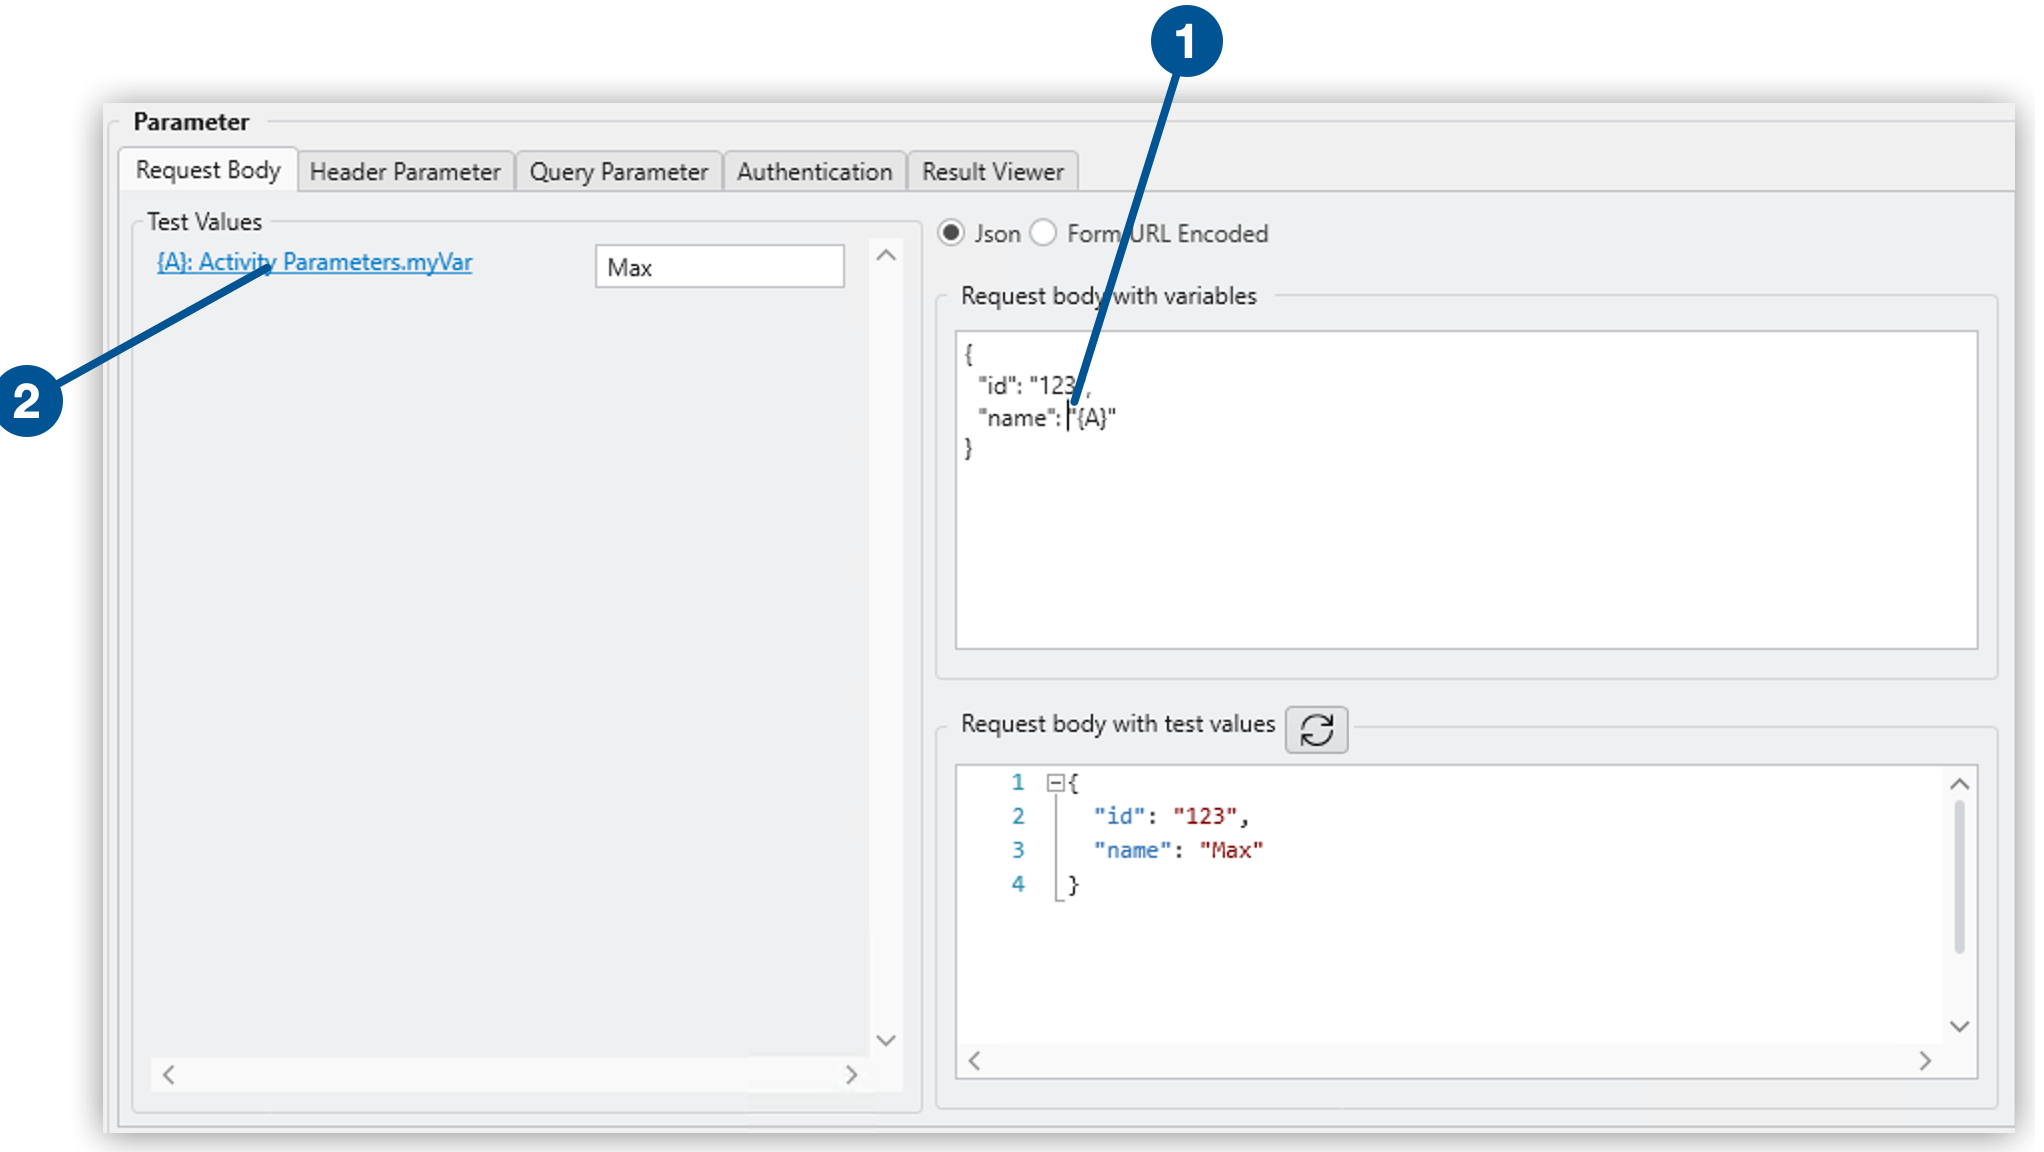 1
Parameter
Request Body Header Parameter Query Parameter Authentication Result Viewer
Test Values
{A}: Activity Parameters.myVar Max
2
Json Form URL Encoded
Request body with variables
{
"id": "123",
"name": "{A}"
}
Request body with test values
1 {
2 "id": "123",
3 "name": "Max"
4 }